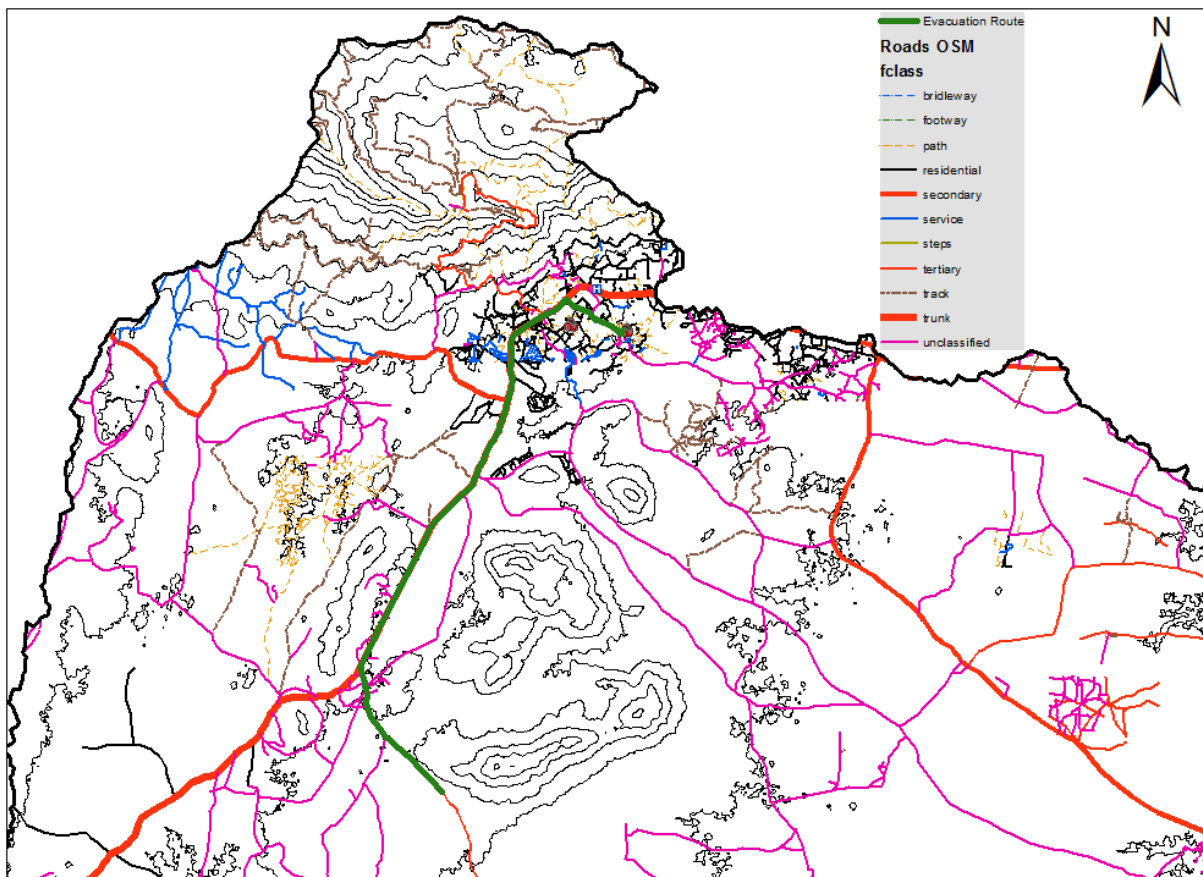 Evacuation Route
Roads OSM
fclass
bridleway
footway
path
residential
secondary
service
steps
tertiary
track
trunk
unclassified
N
H